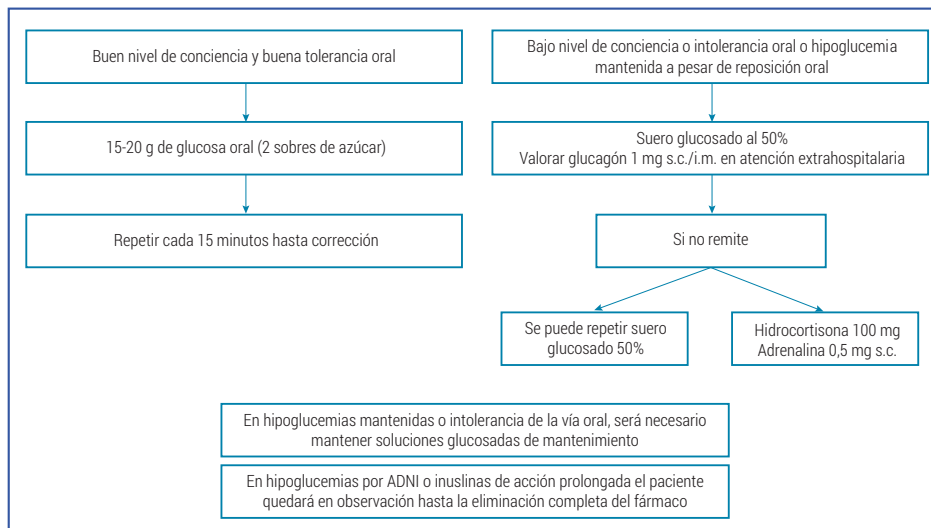 Buen nivel de conciencia y buena tolerancia oral
Bajo nivel de conciencia o intolerancia oral o hipoglucemia
mantenida a pesar de reposición oral
15-20 g de glucosa oral (2 sobres de azúcar)
Suero glucosado al 50%
Valorar glucagón 1 mg s.c./i.m. en atención extrahospitalaria
Repetir cada 15 minutos hasta corrección
Si no remite
Se puede repetir suero
glucosado 50%
Hidrocortisona 100 mg
Adrenalina 0,5 mg s.c.
En hipoglucemias mantenidas o intolerancia de la vía oral, será necesario
mantener soluciones glucosadas de mantenimiento
En hipoglucemias por ADNI o inuslinas de acción prolongada el paciente
quedará en observación hasta la eliminación completa del fármaco